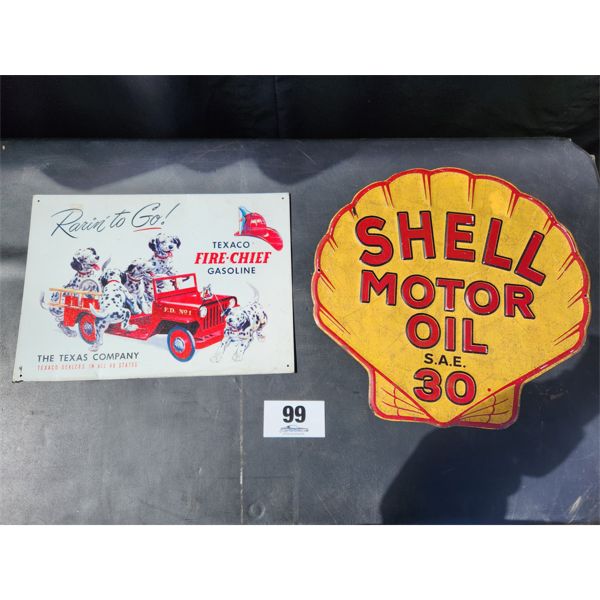 Rarin' to Go!
TEXACO
FIRE-CHIEF
GASOLINE
F.D. No 1
THE TEXAS COMPANY
TEXACO DEALERS IN ALL 48 STATES
SHELL
MOTOR
OIL
S.A.E.
30
99